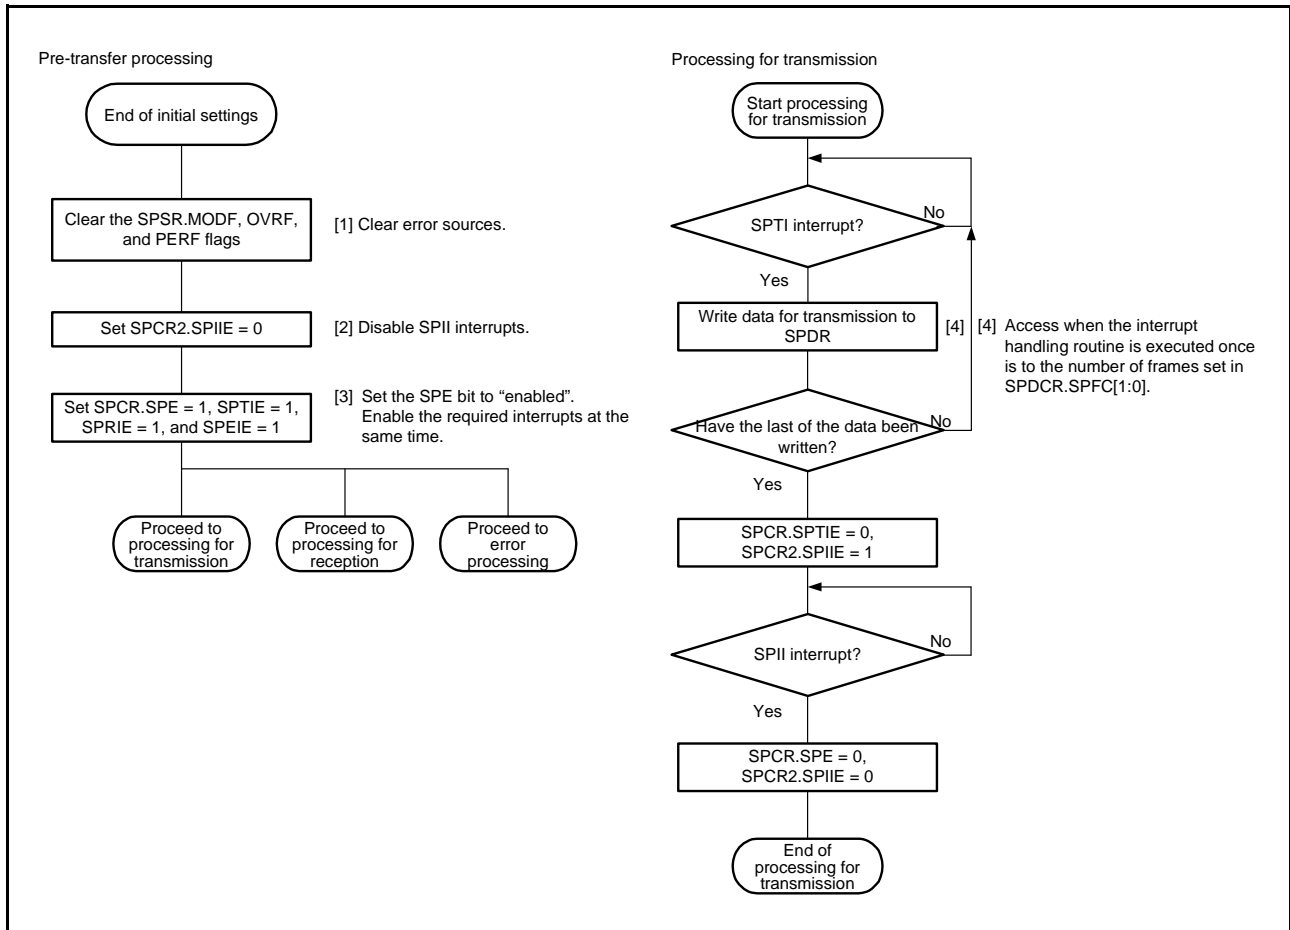 Pre-transfer processing
End of initial settings
Clear the SPSR.MODF, OVRF,
and PERF flags
[1] Clear error sources.
Set SPCR2.SPIIE = 0
[2] Disable SPII interrupts.
Set SPCR.SPE = 1, SPTIE = 1,
SPRIE = 1, and SPEIE = 1
[3] Set the SPE bit to “enabled”.
Enable the required interrupts at the
same time.
Proceed to
processing for
transmission
Proceed to
processing for
reception
Proceed to
error
processing
Processing for transmission
Start processing
for transmission
SPTI interrupt?
No
Yes
Write data for transmission to
SPDR
[4]
[4] Access when the interrupt
handling routine is executed once
is to the number of frames set in
SPDCR.SPFC[1:0].
Have the last of the data been
written?
No
Yes
SPCR.SPTIE = 0,
SPCR2.SPIIE = 1
SPII interrupt?
No
Yes
SPCR.SPE = 0,
SPCR2.SPIIE = 0
End of
processing for
transmission